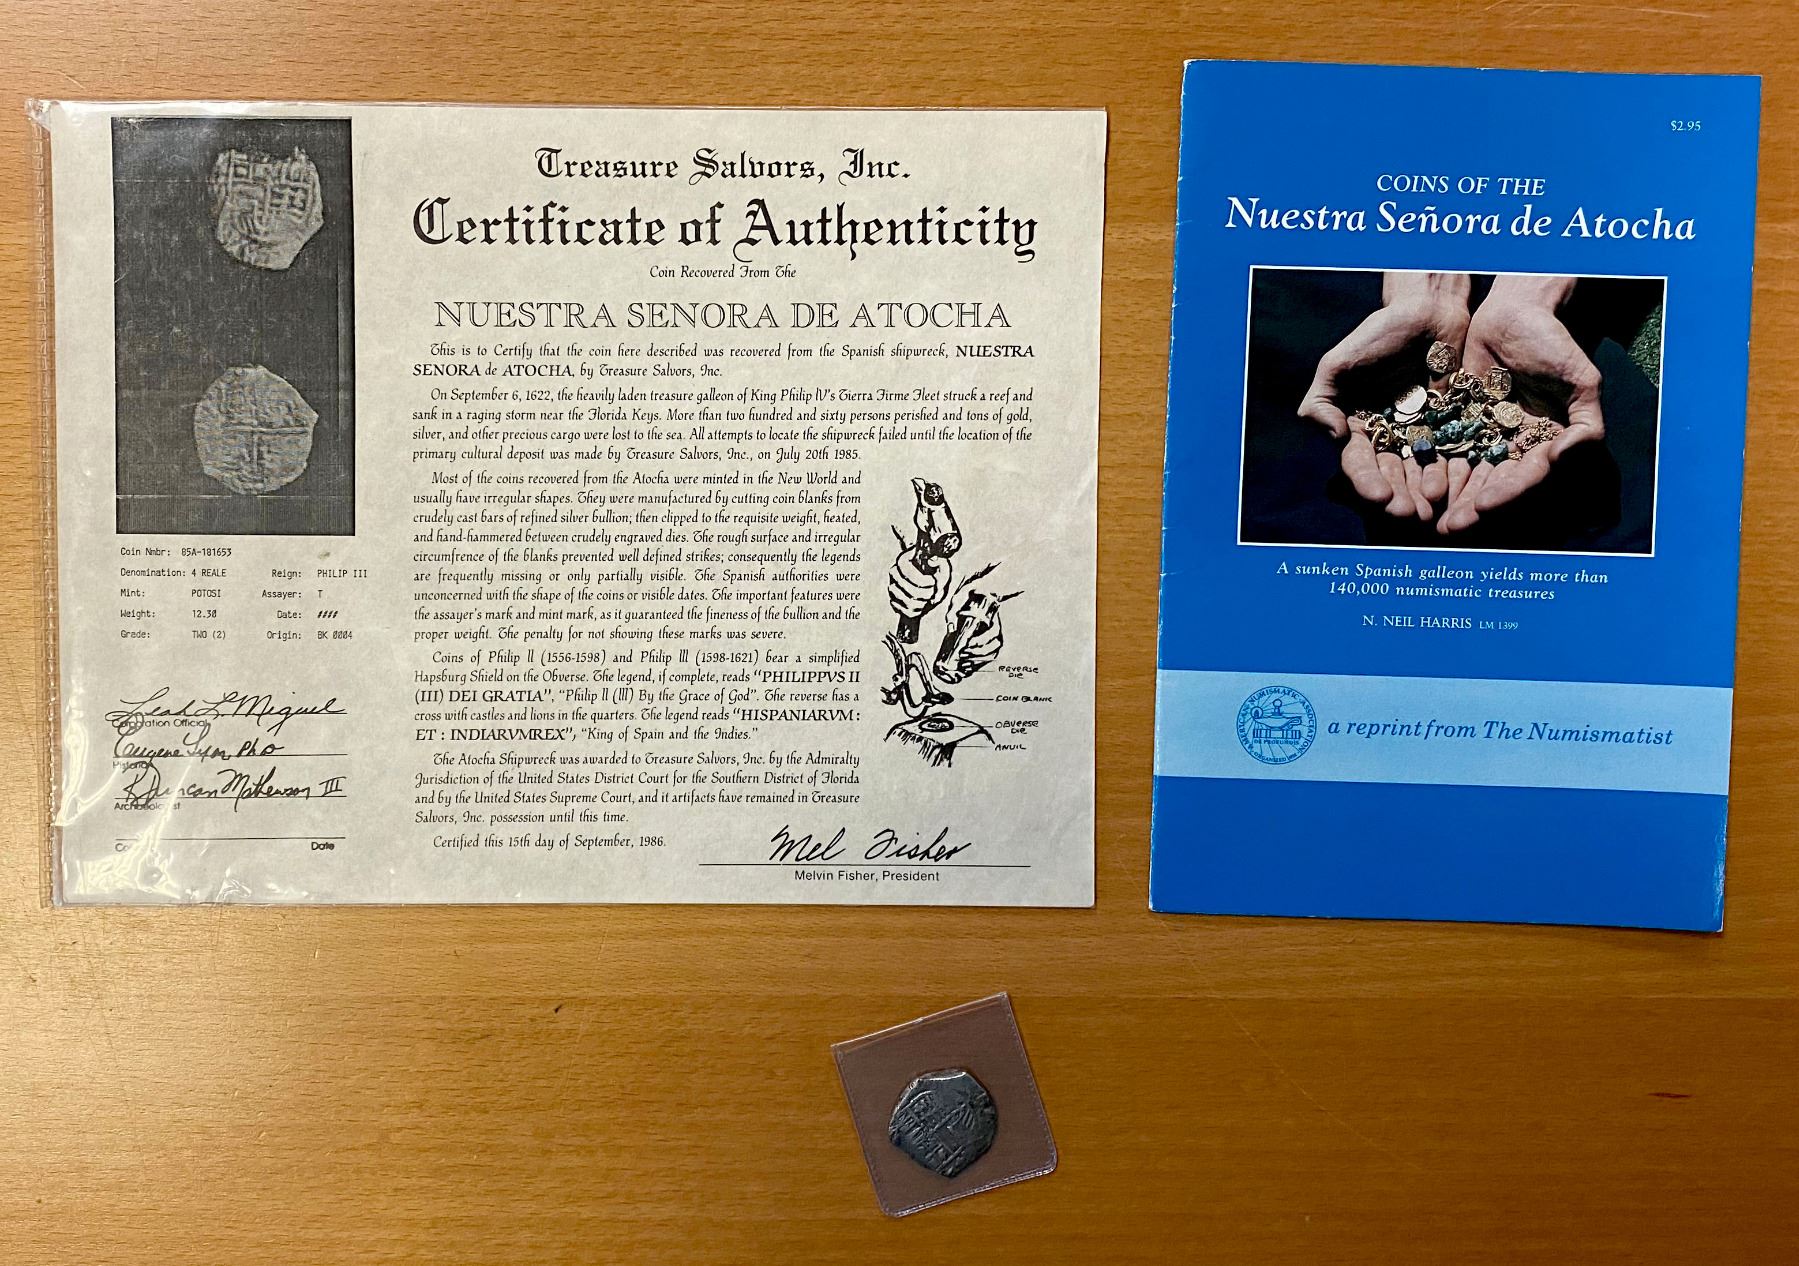 Treasure Salvors, Inc.
Certificate of Authenticity
Coin Recovered From The
NUESTRA SENORA DE ATOCHA
This is to Certify that the coin here described was recovered from the Spanish shipwreck, NUESTRA
SENORA de ATOCHA, by Treasure Salvors, Inc.
On September 6, 1622, the heavily laden treasure galleon of King Philip IV's Tierra Firme Fleet struck a reef and
sank in a raging storm near the Florida Keys. More than two hundred and sixty persons perished and tons of gold,
silver, and other precious cargo were lost to the sea. All attempts to locate the shipwreck failed until the location of the
primary cultural deposit was made by Treasure Salvors, Inc., on July 20th 1985.
Most of the coins recovered from the Atocha were minted in the New World and
usually have irregular shapes. They were manufactured by cutting coin blanks from
crudely cast bars of refined silver bullion; then clipped to the requisite weight, heated,
and hand-hammered between crudely engraved dies. The rough surface and irregular
circumfrence of the blanks prevented well defined strikes; consequently the legends
are frequently missing or only partially visible. The Spanish authorities were
unconcerned with the shape of the coins or visible dates. The important features were
the assayer's mark and mint mark, as it guaranteed the fineness of the bullion and the
proper weight. The penalty for not showing these marks was severe.
Coins of Philip ll (1556-1598) and Philip lll (1598-1621) bear a simplified
Hapsburg Shield on the Obverse. The legend, if complete, reads "PHILIPPVS II
(III) DEI GRATIA", "Philip ll (lll) By the Grace of God". The reverse has a
cross with castles and lions in the quarters. The legend reads "HISPANIARVM :
ET : INDIARVMREX", "King of Spain and the Indies."
The Atocha Shipwreck was awarded to Treasure Salvors, Inc. by the Admiralty
Jurisdiction of the United States District Court for the Southern District of Florida
and by the United States Supreme Court, and it artifacts have remained in Treasure
Salvors, Inc. possession until this time.
Certified this 15th day of September, 1986.
Mel Fisher
Melvin Fisher, President
REVERSE
DIE
COIN BLANK
OBVERSE
DIE
ANVIL
Coin Nmbr: 85A-181653
Denomination: 4 REALE Reign: PHILIP III
Mint: POTOSI Assayer: T
Weight: 12.30 Date: ####
Grade: TWO (2) Origin: BK 0004
Leah L. Miguel
Corporation Official
Eugene Lyon PhD
Historian
R Duncan Mathewson III
Archaeologist
Date
$2.95
COINS OF THE
Nuestra Señora de Atocha
A sunken Spanish galleon yields more than
140,000 numismatic treasures
N. NEIL HARRIS LM 1399
AMERICAN NUMISMATIC ASSOCIATION
a reprint from The Numismatist